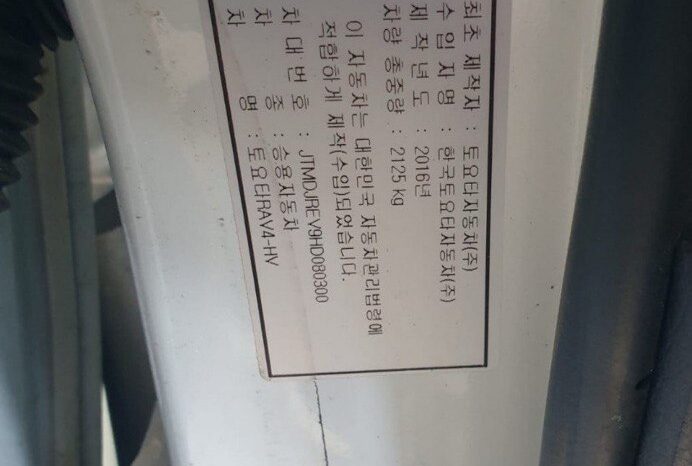 최초 제작자 : 토요타자동차(주)
수 입 자 명 : 한국토요타자동차(주)
제 작 년 도 : 2016년
차량 총중량 : 2125 kg
이 자동차는 대한민국 자동차관리법령에
적합하게 제작(수입)되었습니다.
차 대 번 호 : JTMDJREV9HD080300
차 종 : 승용자동차
차 명 : 토요타RAV4-HV